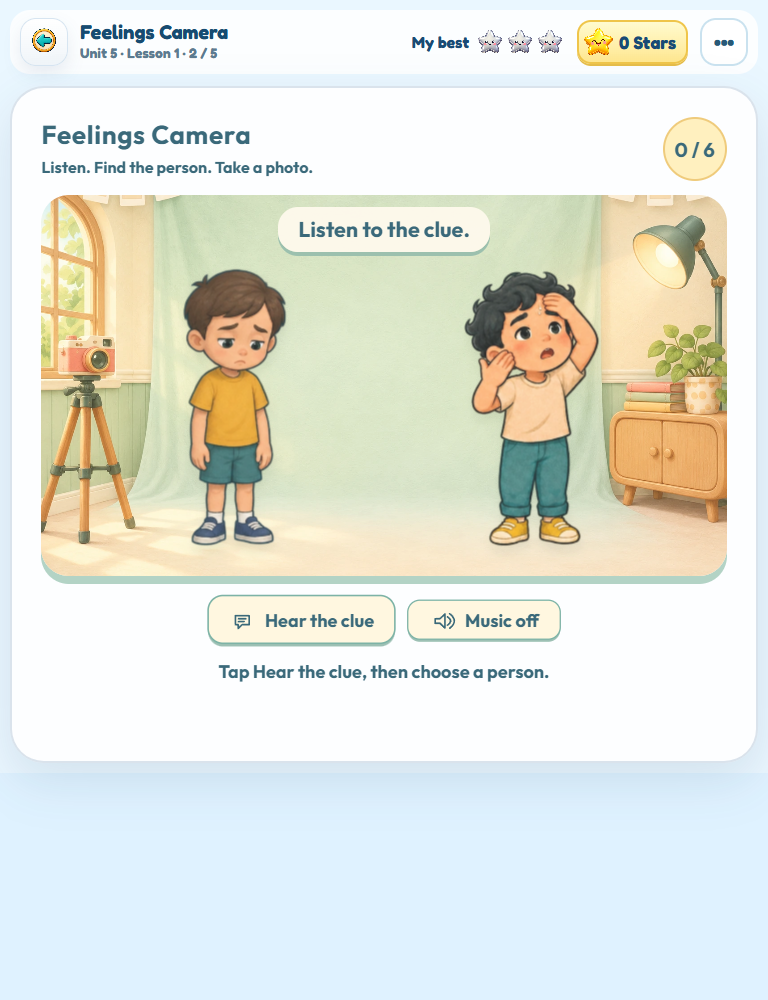 Feelings Camera
Unit 5 · Lesson 1 · 2 / 5
My best
0 Stars
Feelings Camera
Listen. Find the person. Take a photo.
0 / 6
Listen to the clue.
Hear the clue
Music off
Tap Hear the clue, then choose a person.